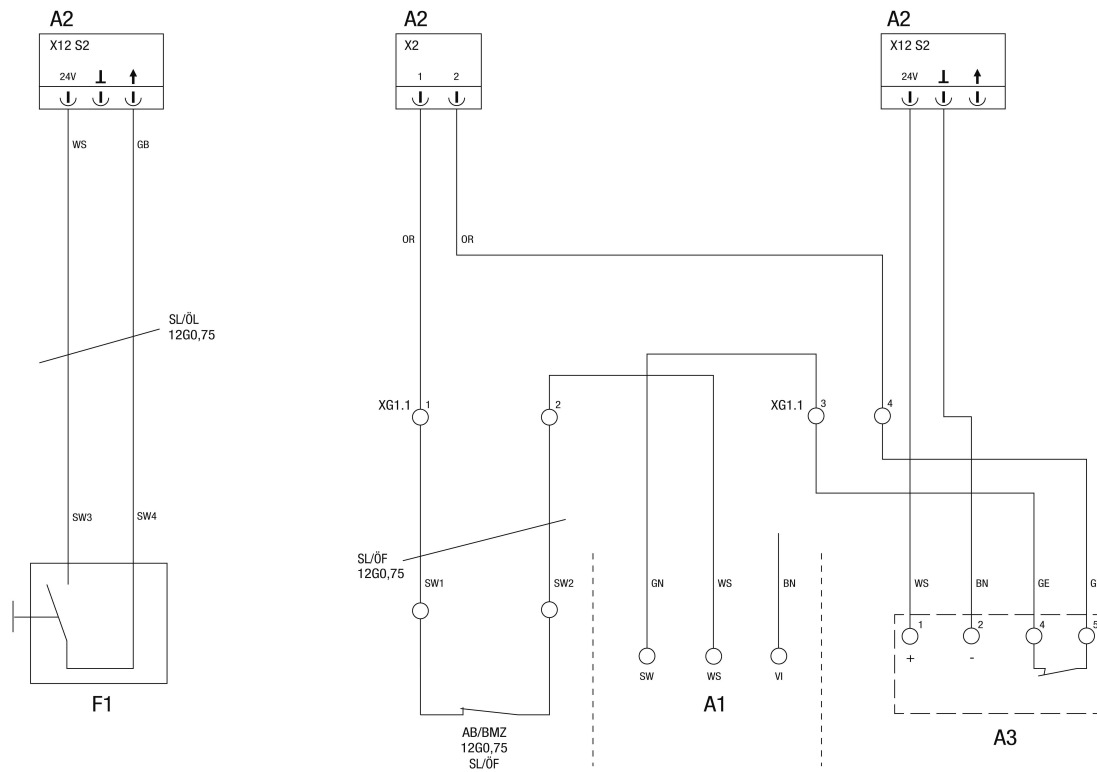 A2
X12 S2
24V
WS
GB
SL/ÖL
12G0,75
SW3
SW4
F1
A2
X2
1
2
OR
OR
XG1.1
1
2
SL/ÖF
12G0,75
SW1
SW2
AB/BMZ
12G0,75
SL/ÖF
GN
WS
BN
SW
WS
VI
A1
A2
X12 S2
24V
XG1.1
3
4
WS
BN
GE
1
2
4
5
+
-
A3